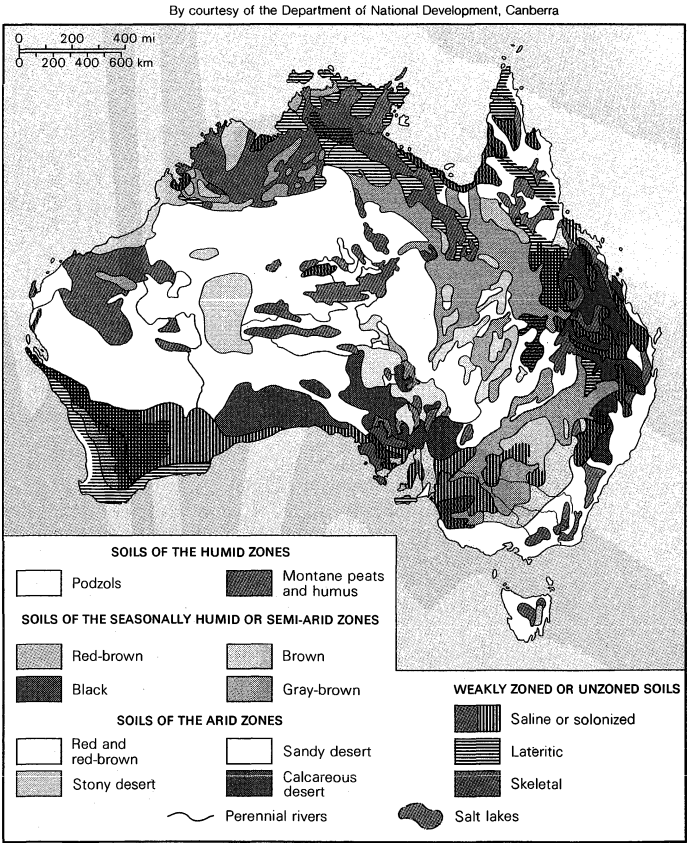 By courtesy of the Department of National Development, Canberra
0 200 400 mi
0 200 400 600 km
SOILS OF THE HUMID ZONES
Podzols
Montane peats
and humus
SOILS OF THE SEASONALLY HUMID OR SEMI-ARID ZONES
Red-brown
Brown
Black
Gray-brown
SOILS OF THE ARID ZONES
Red and
red-brown
Sandy desert
Stony desert
Calcareous
desert
WEAKLY ZONED OR UNZONED SOILS
Saline or solonized
Lateritic
Skeletal
Perennial rivers
Salt lakes